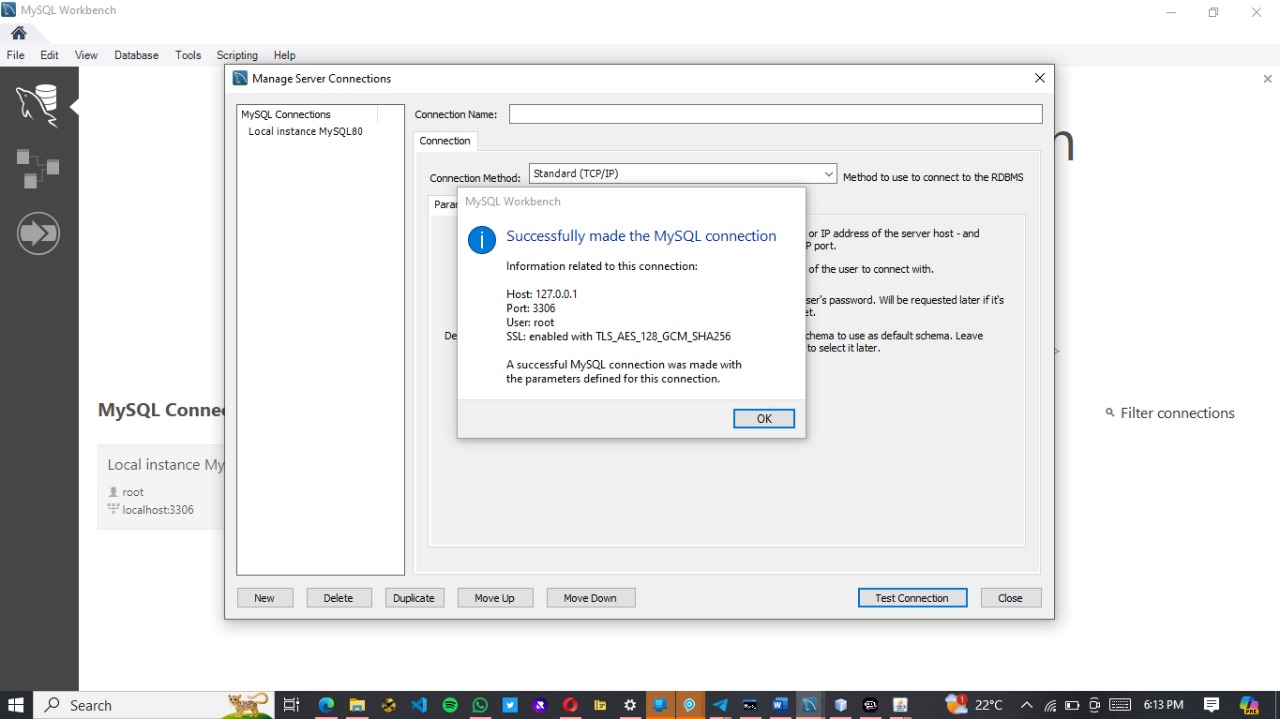 MySQL Workbench
File Edit View Database Tools Scripting Help
Manage Server Connections
MySQL Connections
Local instance MySQL80
Connection Name:
Connection
Connection Method: Standard (TCP/IP) Method to use to connect to the RDBMS
MySQL Workbench
Successfully made the MySQL connection
Information related to this connection:
Host: 127.0.0.1
Port: 3306
User: root
SSL: enabled with TLS_AES_128_GCM_SHA256
A successful MySQL connection was made with
the parameters defined for this connection.
OK
or IP address of the server host - and
P port.
of the user to connect with.
ser's password. Will be requested later if it's
et.
chema to use as default schema. Leave
to select it later.
MySQL Connec
Filter connections
Local instance My
root
localhost:3306
New Delete Duplicate Move Up Move Down Test Connection Close
Search
22°C
6:13 PM